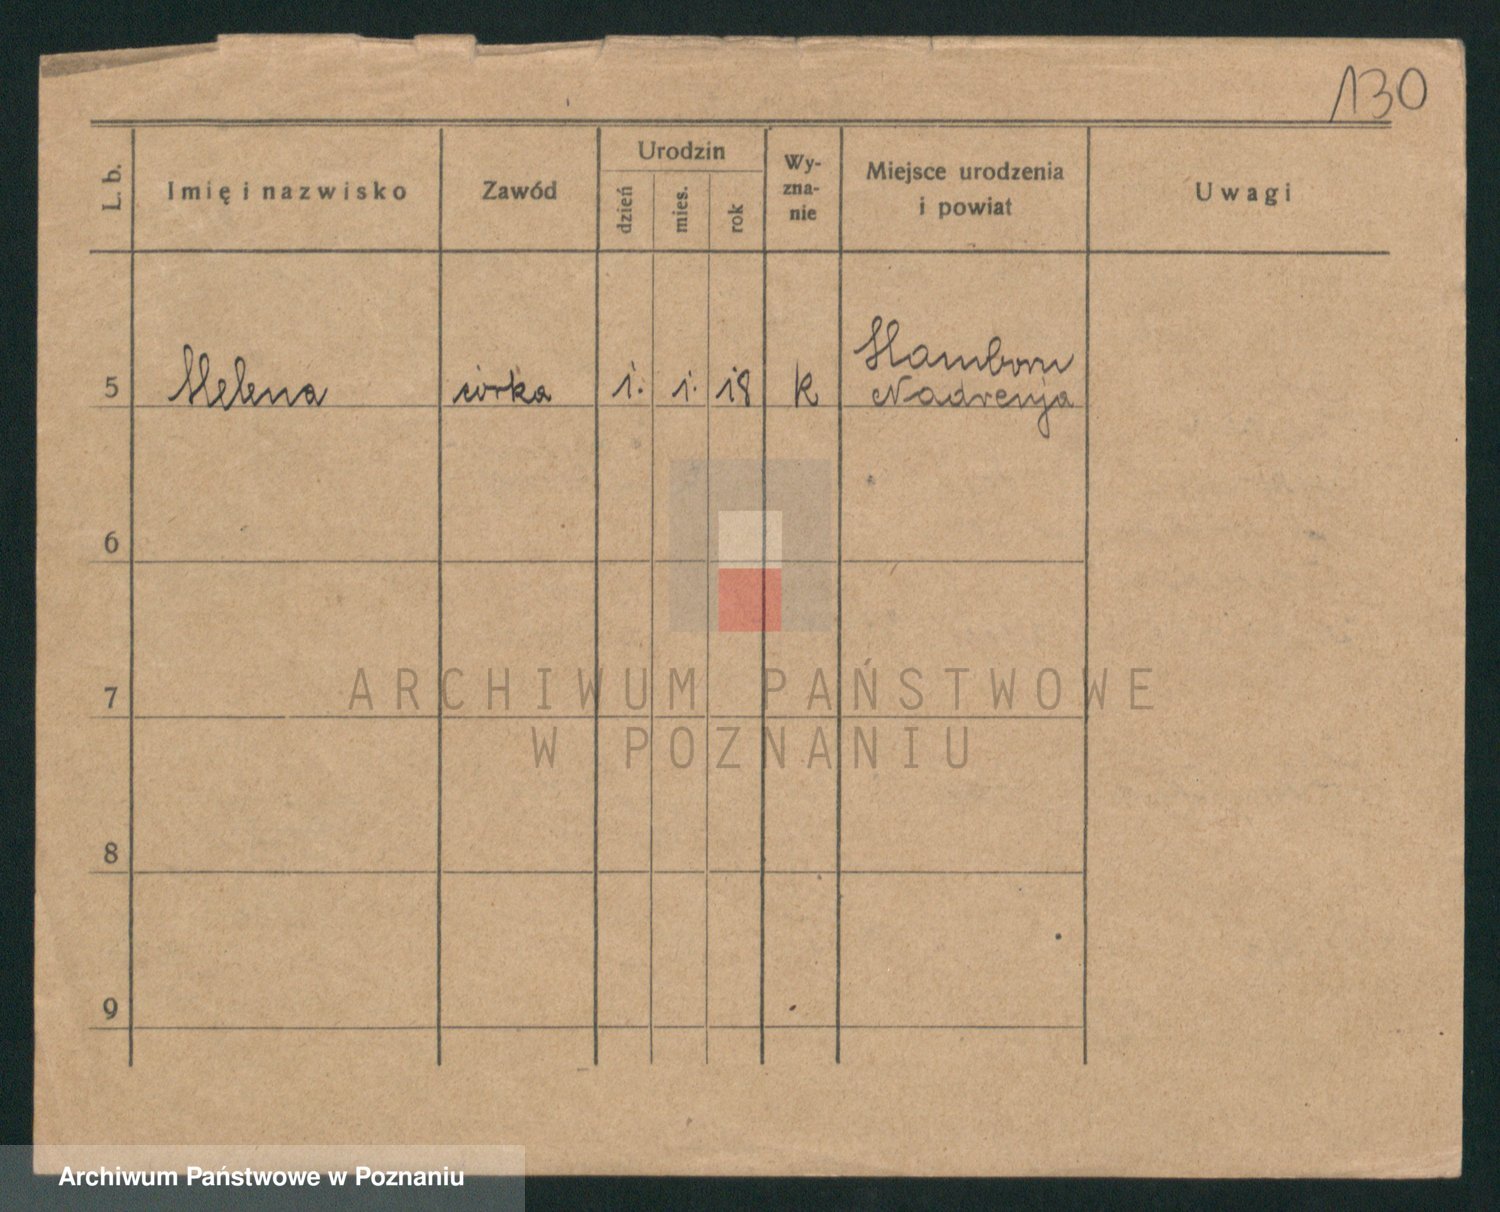 130
L. b.
Imię i nazwisko
Zawód
Urodzin
dzień
mies.
rok
Wy-
zna-
nie
Miejsce urodzenia
i powiat
Uwagi
5 Helena córka 1. 1. 18 k Hamborn
Nadrenja
6
7
8
9
ARCHIWUM PAŃSTWOWE
W POZNANIU
Archiwum Państwowe w Poznaniu